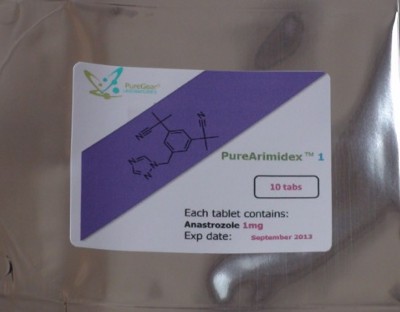 PureGear
PureArimidex™ 1
10 tabs
Each tablet contains:
Anastrozole 1mg
Exp date: September 2013
N
N
N
N
N